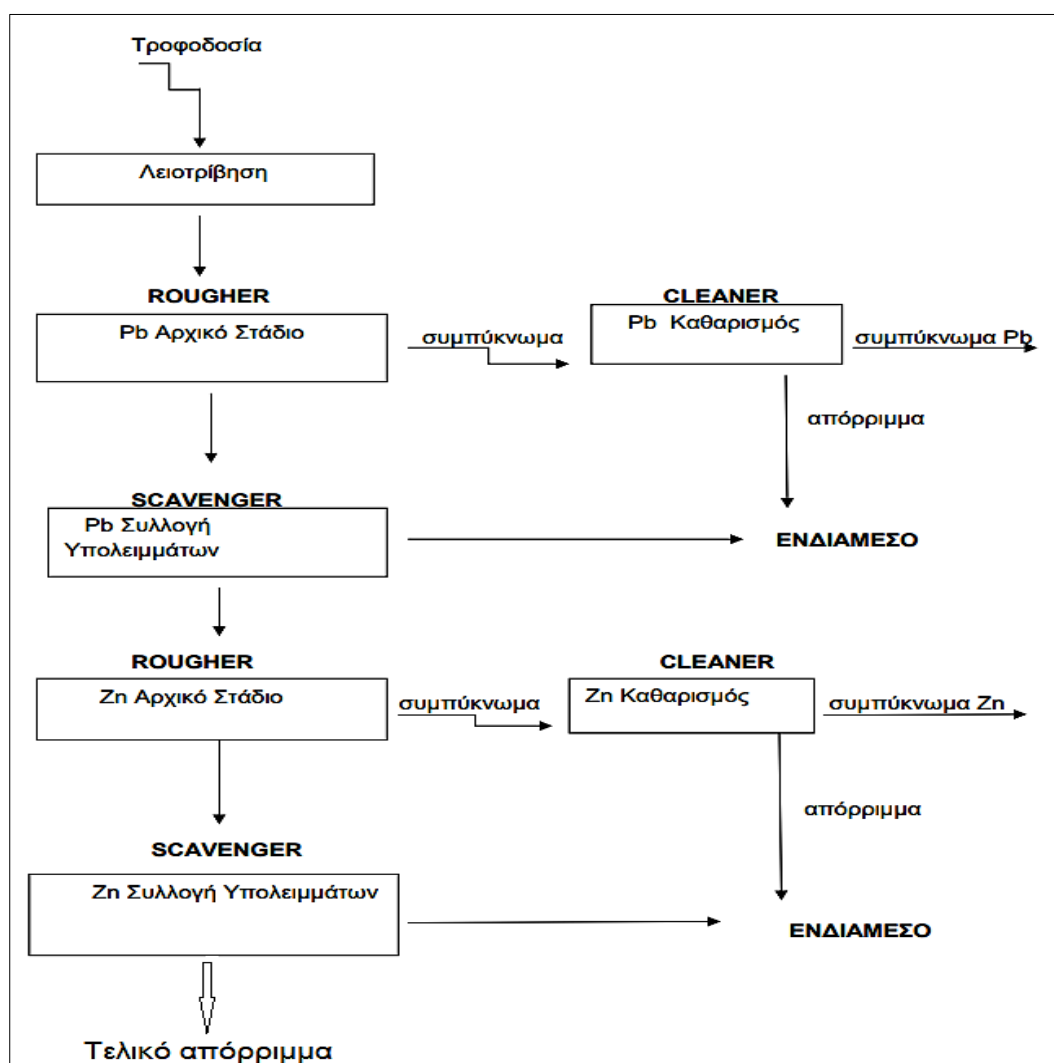 Τροφοδοσία
Λειοτρίβηση
ROUGHER
Pb Αρχικό Στάδιο
συμπύκνωμα
CLEANER
Pb Καθαρισμός
συμπύκνωμα Pb
απόρριμμα
SCAVENGER
Pb Συλλογή
Υπολειμμάτων
ΕΝΔΙΑΜΕΣΟ
ROUGHER
Zn Αρχικό Στάδιο
συμπύκνωμα
CLEANER
Zn Καθαρισμός
συμπύκνωμα Zn
απόρριμμα
SCAVENGER
Zn Συλλογή Υπολειμμάτων
ΕΝΔΙΑΜΕΣΟ
Τελικό απόρριμμα